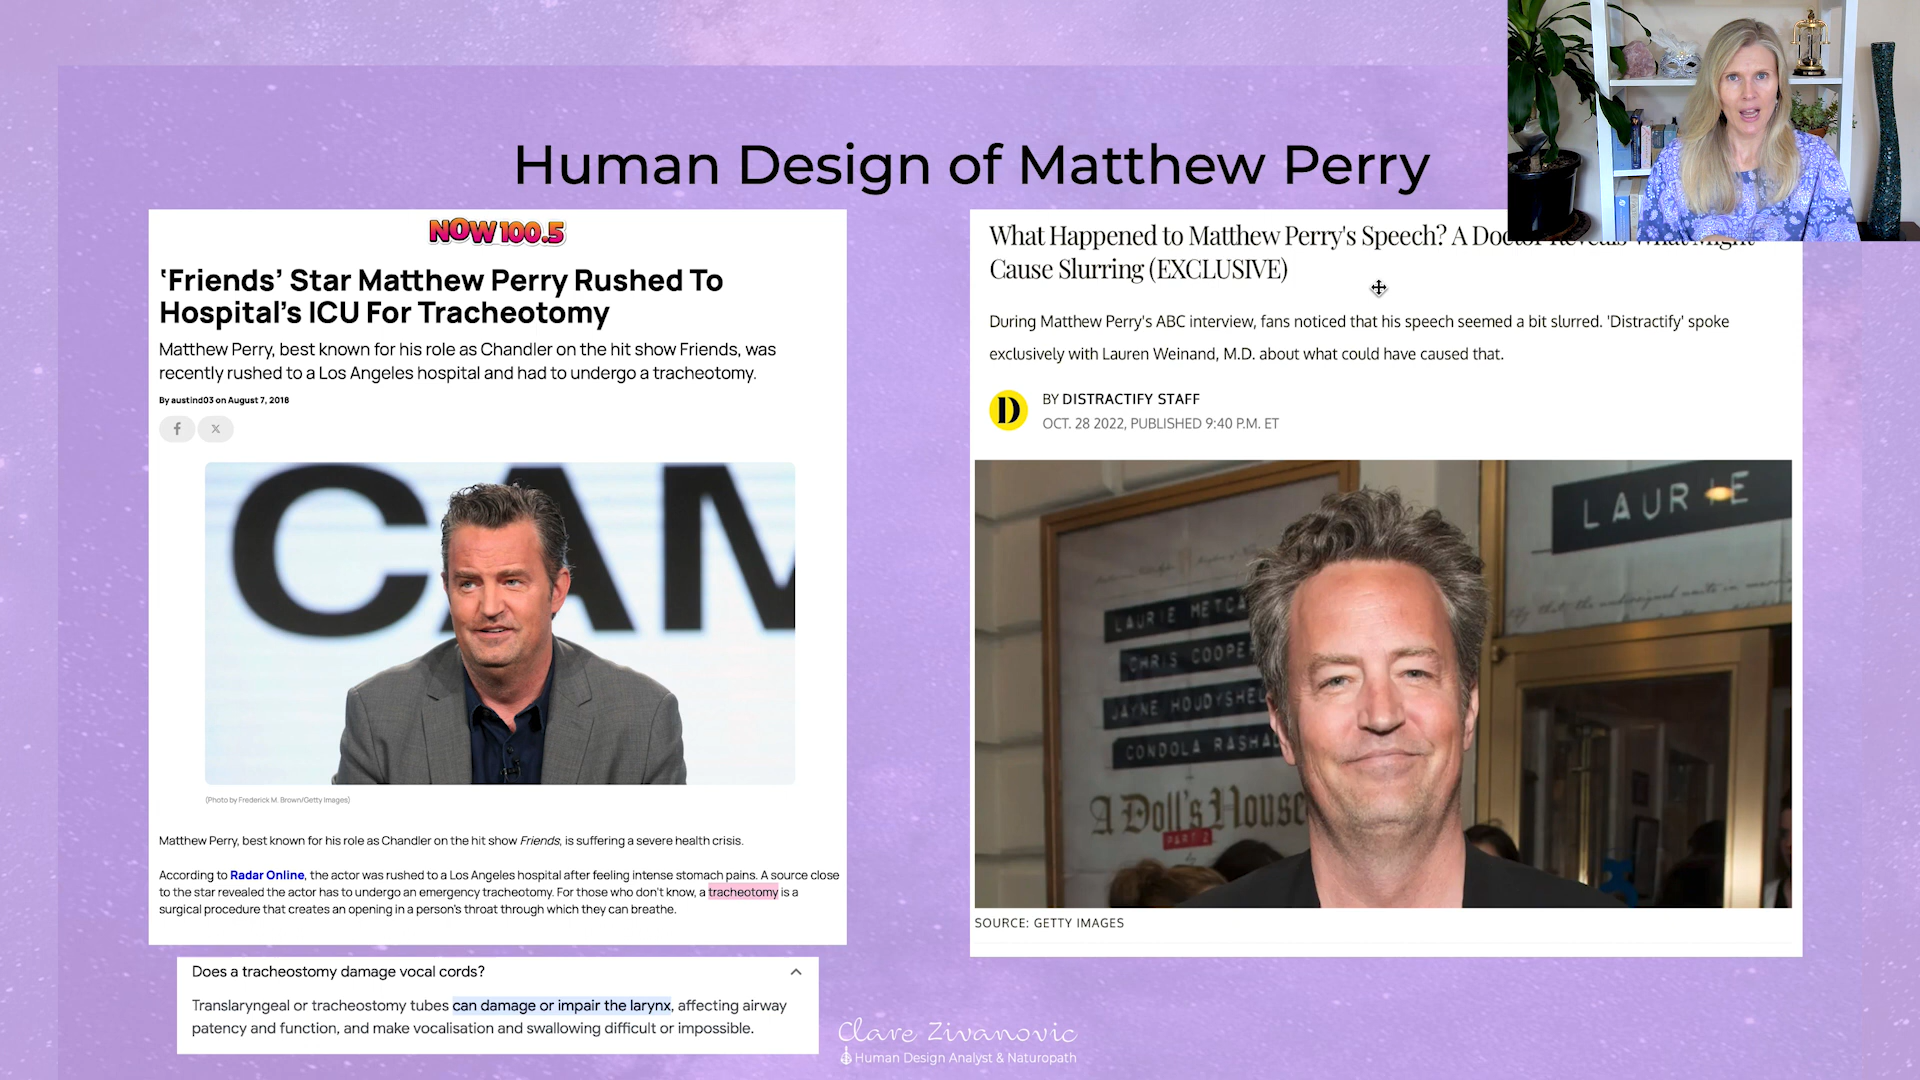 Human Design of Matthew Perry
NOW 100.5
‘Friends’ Star Matthew Perry Rushed To
Hospital’s ICU For Tracheotomy
Matthew Perry, best known for his role as Chandler on the hit show Friends, was
recently rushed to a Los Angeles hospital and had to undergo a tracheotomy.
By austind03 on August 7, 2018
CAM
(Photo by Frederick M. Brown/Getty Images)
Matthew Perry, best known for his role as Chandler on the hit show Friends, is suffering a severe health crisis.
According to Radar Online, the actor was rushed to a Los Angeles hospital after feeling intense stomach pains. A source close
to the star revealed the actor has to undergo an emergency tracheotomy. For those who don't know, a tracheotomy is a
surgical procedure that creates an opening in a person's throat through which they can breathe.
Does a tracheostomy damage vocal cords?
Translaryngeal or tracheostomy tubes can damage or impair the larynx, affecting airway
patency and function, and make vocalisation and swallowing difficult or impossible.
What Happened to Matthew Perry's Speech? A
Cause Slurring (EXCLUSIVE)
During Matthew Perry's ABC interview, fans noticed that his speech seemed a bit slurred. 'Distractify' spoke
exclusively with Lauren Weinand, M.D. about what could have caused that.
D
BY DISTRACTIFY STAFF
OCT. 28 2022, PUBLISHED 9:40 P.M. ET
LAURIE
LAURIE METCA
CHRIS COOPER
JAYNE HOUDYSHEL
CONDOLA RASHAD
A Doll's House
PART 2
SOURCE: GETTY IMAGES
Clare Zivanovic
Human Design Analyst & Naturopath